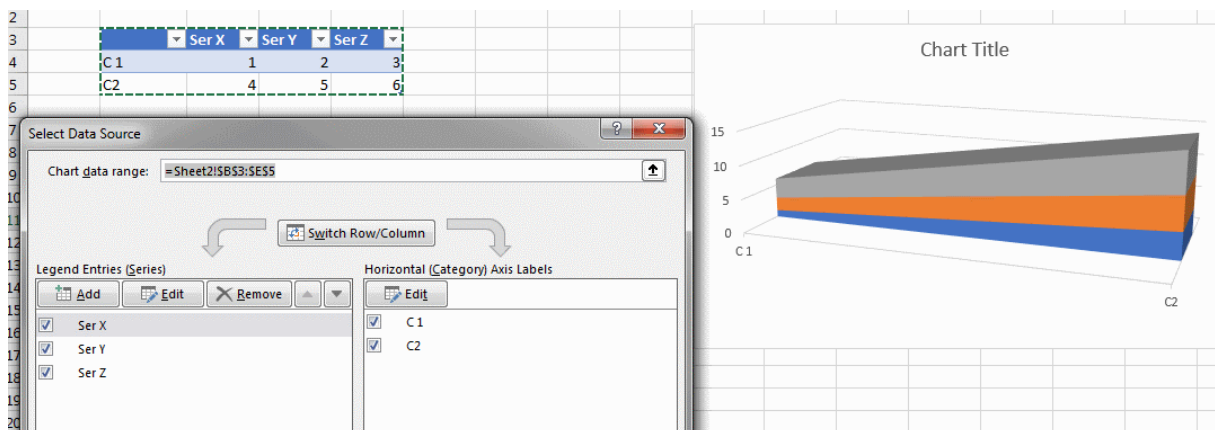 2
3 Ser X Ser Y Ser Z
4 C 1 1 2 3
5 C2 4 5 6
6
7
Select Data Source
8
9
Chart data range: =Sheet2!$B$3:$E$5
10
11
12
Switch Row/Column
13
Legend Entries (Series)
Horizontal (Category) Axis Labels
14
Add Edit Remove
Edit
15
16
Ser X
C 1
17
Ser Y
C2
18
Ser Z
19
20
Chart Title
15
10
5
0
C 1
C2